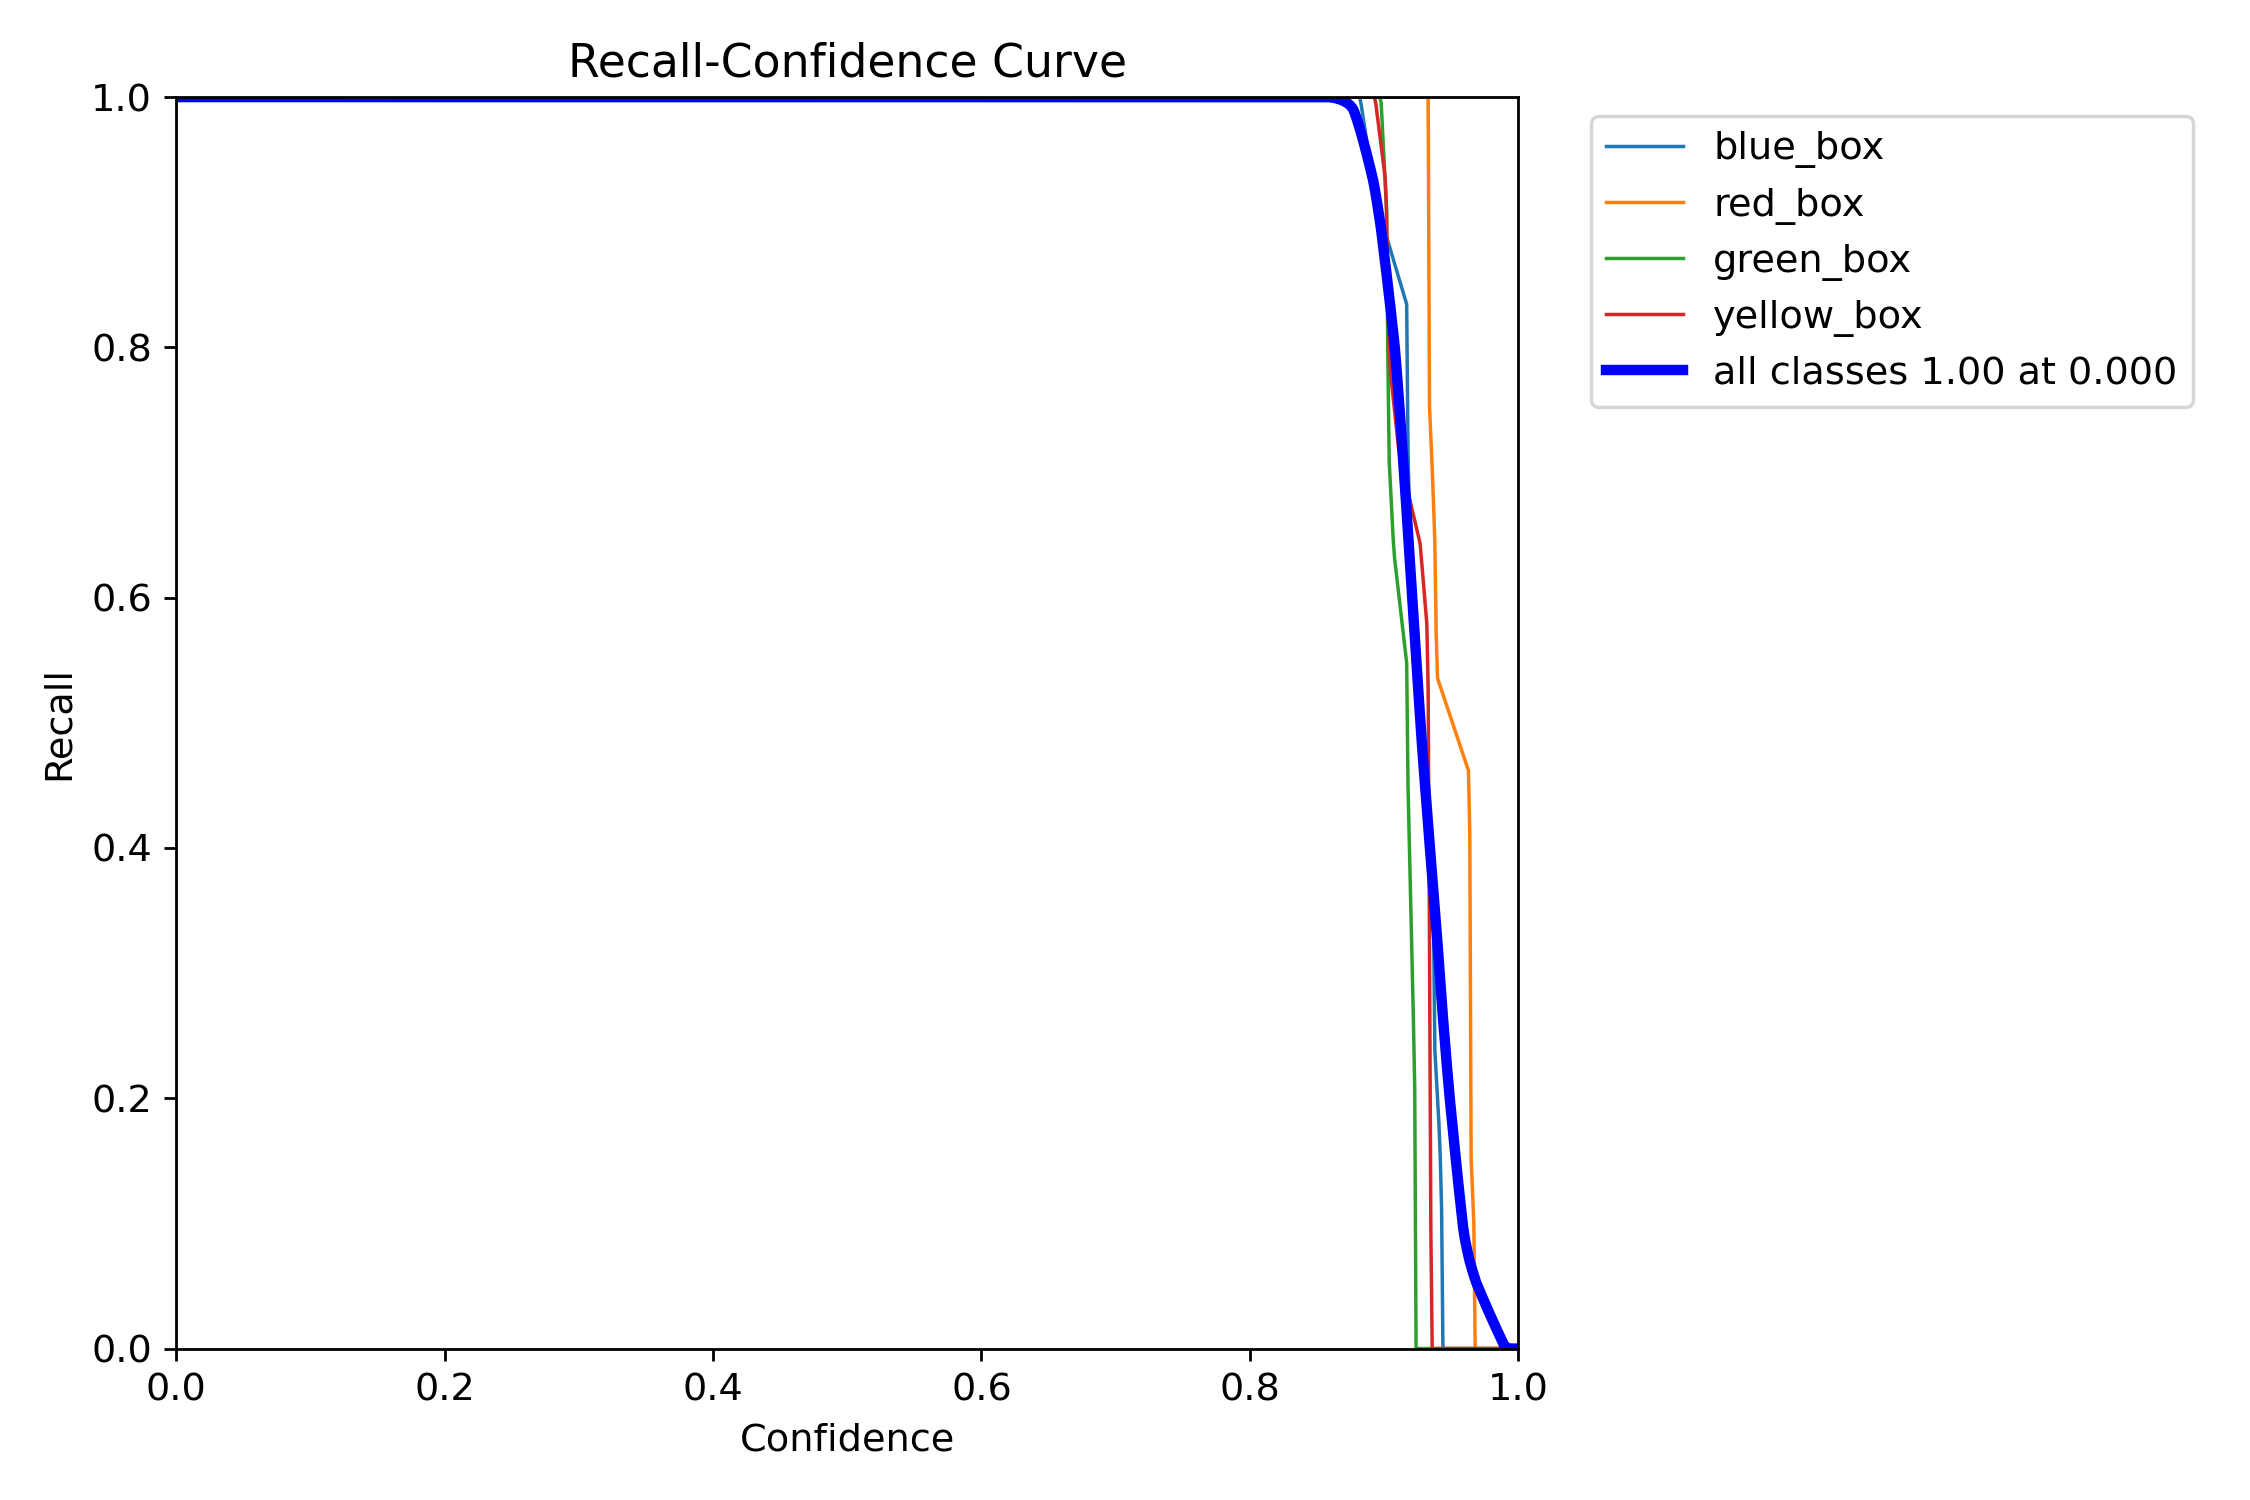 Recall-Confidence Curve
1.0
0.8
0.6
0.4
0.2
0.0
Recall
0.0 0.2 0.4 0.6 0.8 1.0
Confidence
blue_box
red_box
green_box
yellow_box
all classes 1.00 at 0.000